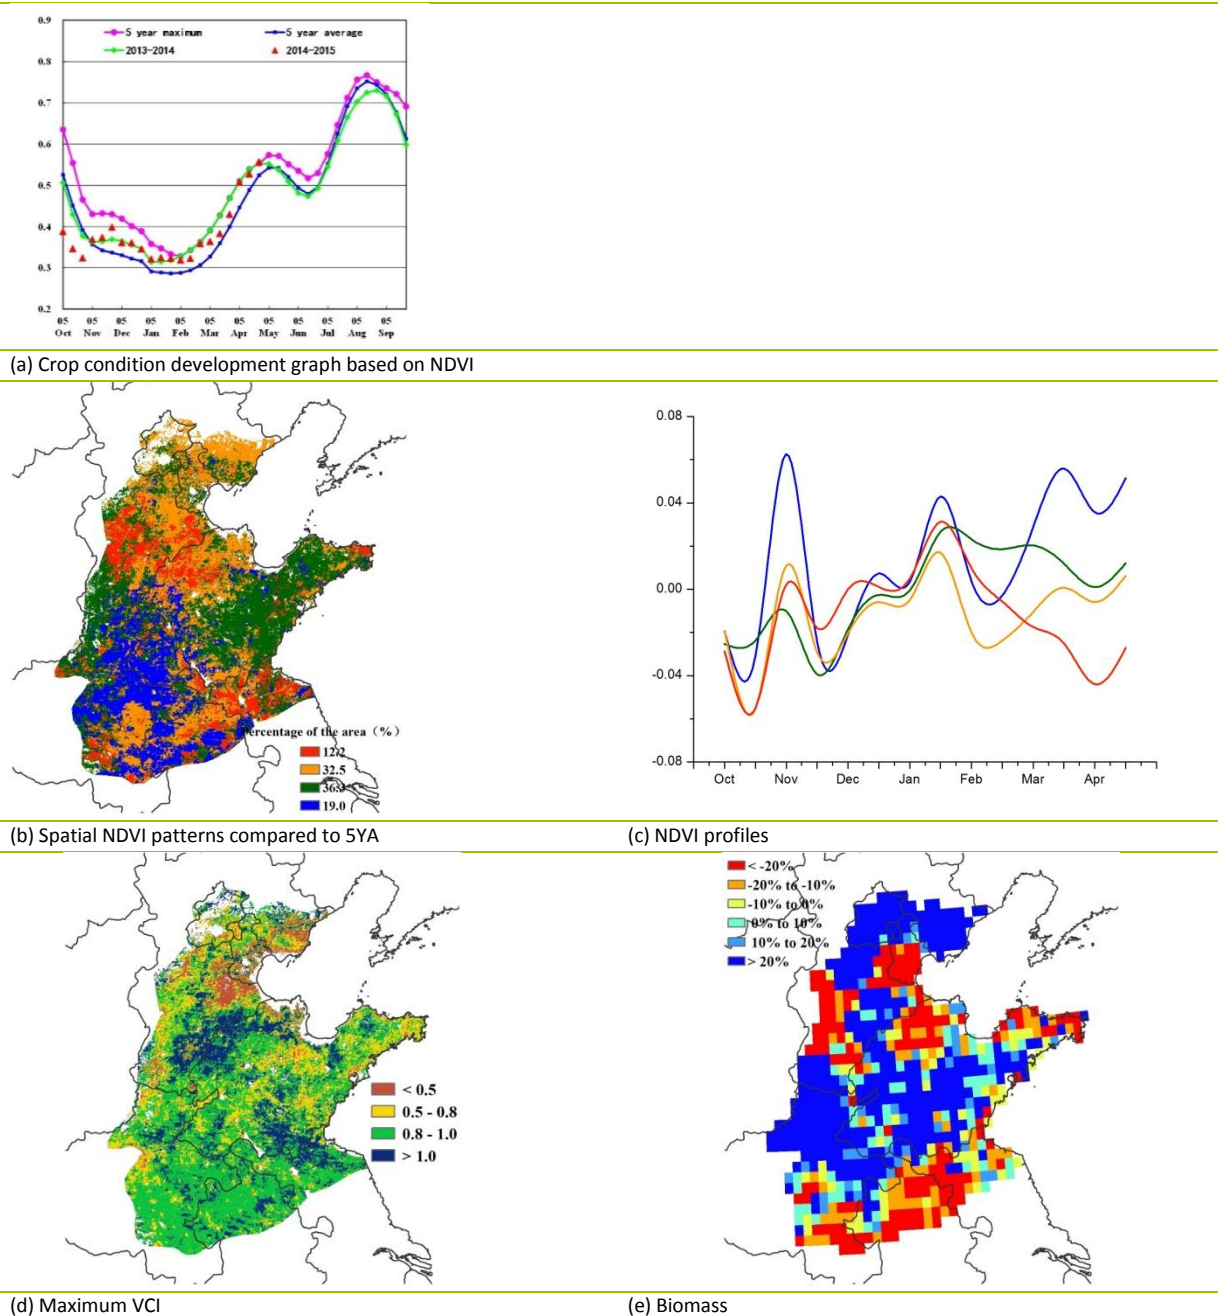 0.9
5 year maximum
5 year average
2013-2014
2014-2015
0.8
0.7
0.6
0.5
0.4
0.3
0.2
05 05 05 05 05 05 05 05 05 05 05 05
Oct Nov Dec Jan Feb Mar Apr May Jun Jul Aug Sep
(a) Crop condition development graph based on NDVI
Percentage of the area (%)
12.2
32.5
19.0
0.08
0.04
0.00
-0.04
-0.08
Oct Nov Dec Jan Feb Mar Apr
(b) Spatial NDVI patterns compared to 5YA
(c) NDVI profiles
< 0.5
0.5 - 0.8
0.8 - 1.0
> 1.0
< -20%
-20% to -10%
-10% to 0%
0% to 10%
10% to 20%
> 20%
(d) Maximum VCI
(e) Biomass